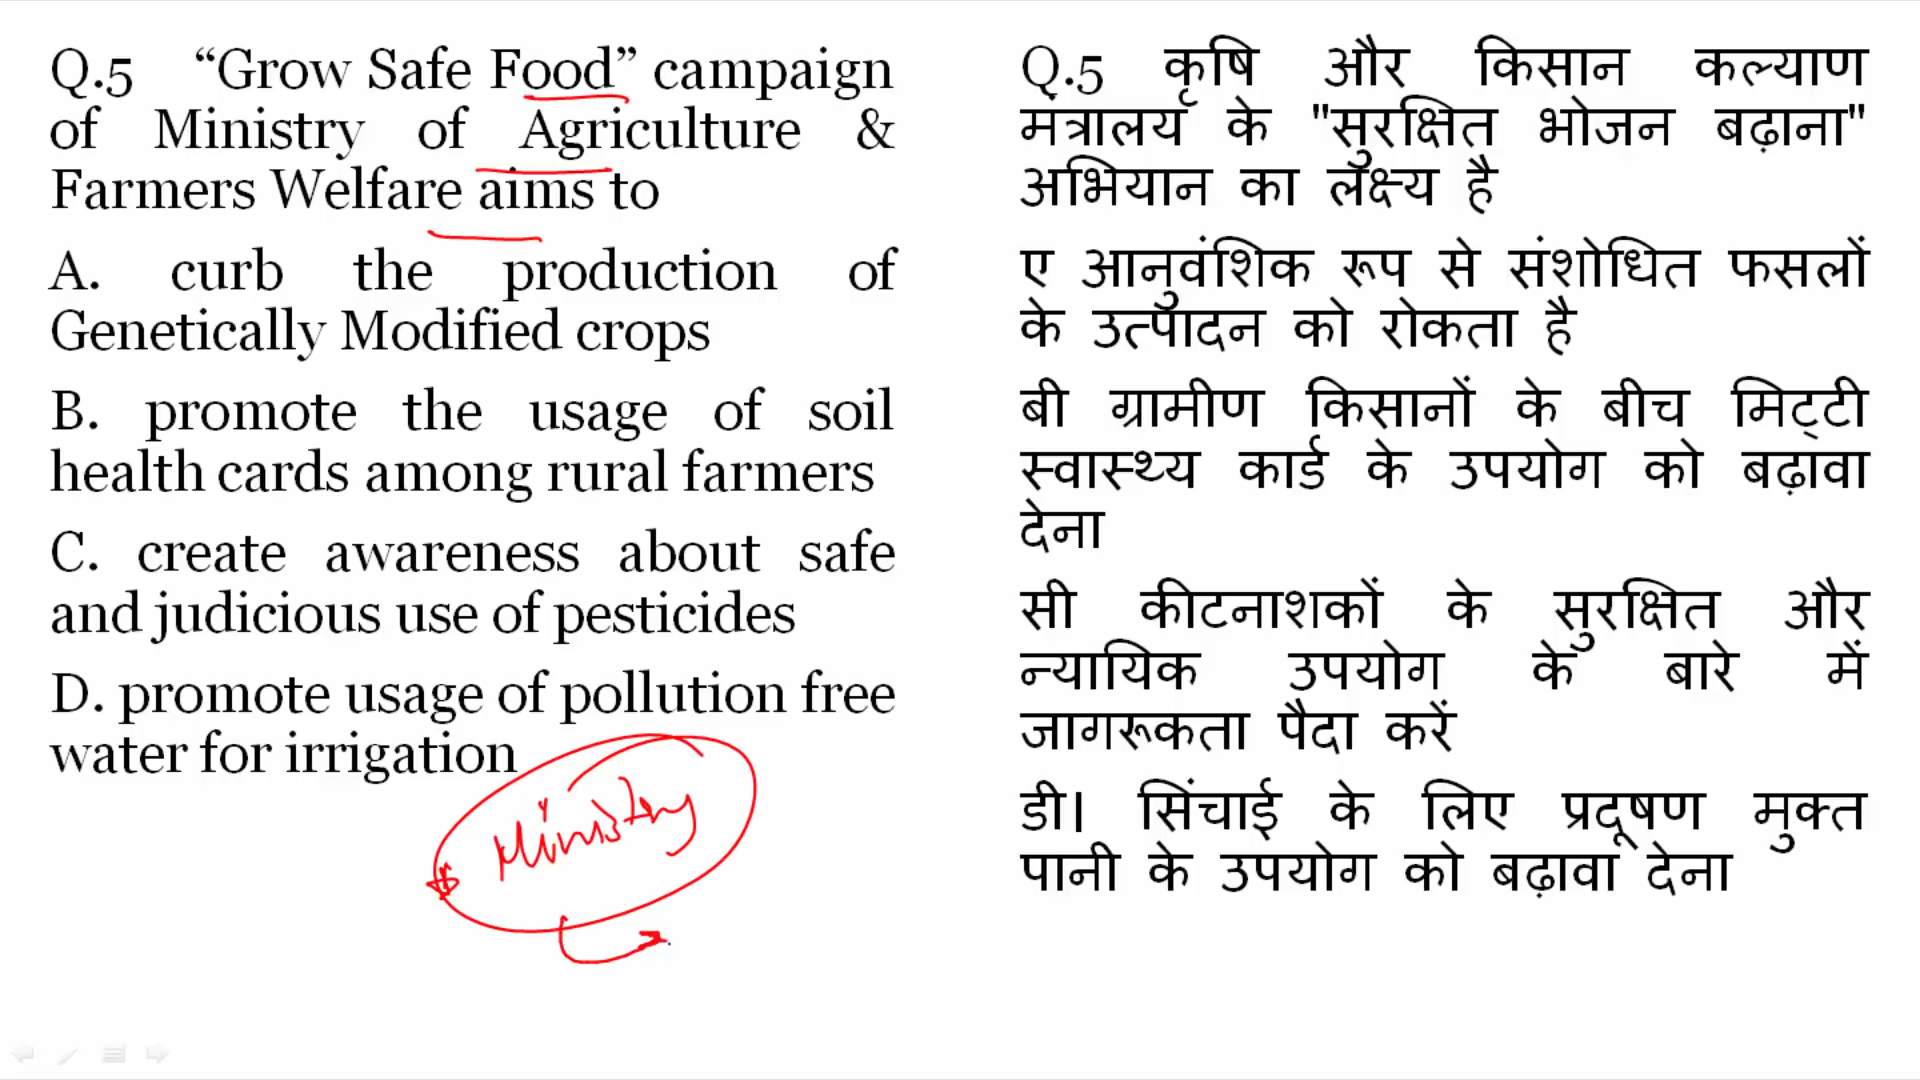 Q.5 “Grow Safe Food” campaign
of Ministry of Agriculture &
Farmers Welfare aims to
A. curb the production of
Genetically Modified crops
B. promote the usage of soil
health cards among rural farmers
C. create awareness about safe
and judicious use of pesticides
D. promote usage of pollution free
water for irrigation
Ministry
Q.5 कृषि और किसान कल्याण
मंत्रालय के "सुरक्षित भोजन बढ़ाना"
अभियान का लक्ष्य है
ए आनुवंशिक रूप से संशोधित फसलों
के उत्पादन को रोकता है
बी ग्रामीण किसानों के बीच मिट्टी
स्वास्थ्य कार्ड के उपयोग को बढ़ावा
देना
सी कीटनाशकों के सुरक्षित और
न्यायिक उपयोग के बारे में
जागरूकता पैदा करें
डी। सिंचाई के लिए प्रदूषण मुक्त
पानी के उपयोग को बढ़ावा देना